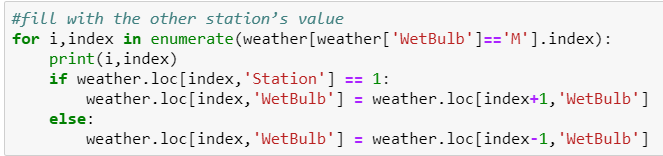 #fill with the other station’s value
for i,index in enumerate(weather[weather['WetBulb']=='M'].index):
    print(i,index)
    if weather.loc[index,'Station'] == 1:
        weather.loc[index,'WetBulb'] = weather.loc[index+1,'WetBulb']
    else:
        weather.loc[index,'WetBulb'] = weather.loc[index-1,'WetBulb']